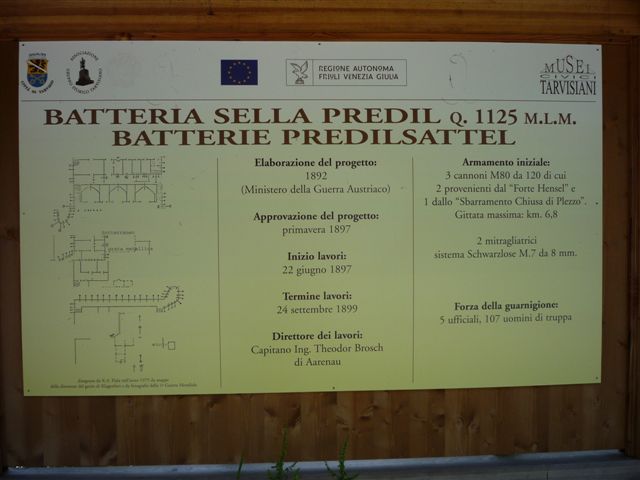 REGIONE AUTONOMA
FRIULI VENEZIA GIULIA
MUSEI
CIVICI
TARVISIANI
BATTERIA SELLA PREDIL Q. 1125 M.L.M.
BATTERIE PREDILSATTEL
Elaborazione del progetto:
1892
(Ministero della Guerra Austriaco)
Approvazione del progetto:
primavera 1897
Inizio lavori:
22 giugno 1897
Termine lavori:
24 settembre 1899
Direttore dei lavori:
Capitano Ing. Theodor Brosch
di Aarenau
Armamento iniziale:
3 cannoni M80 da 120 di cui
2 provenienti dal “Forte Hensel” e
1 dallo “Sbarramento Chiusa di Plezzo”.
Gittata massima: km. 6,8
2 mitragliatrici
sistema Schwarzlose M.7 da 8 mm.
Forza della guarnigione:
5 ufficiali, 107 uomini di truppa